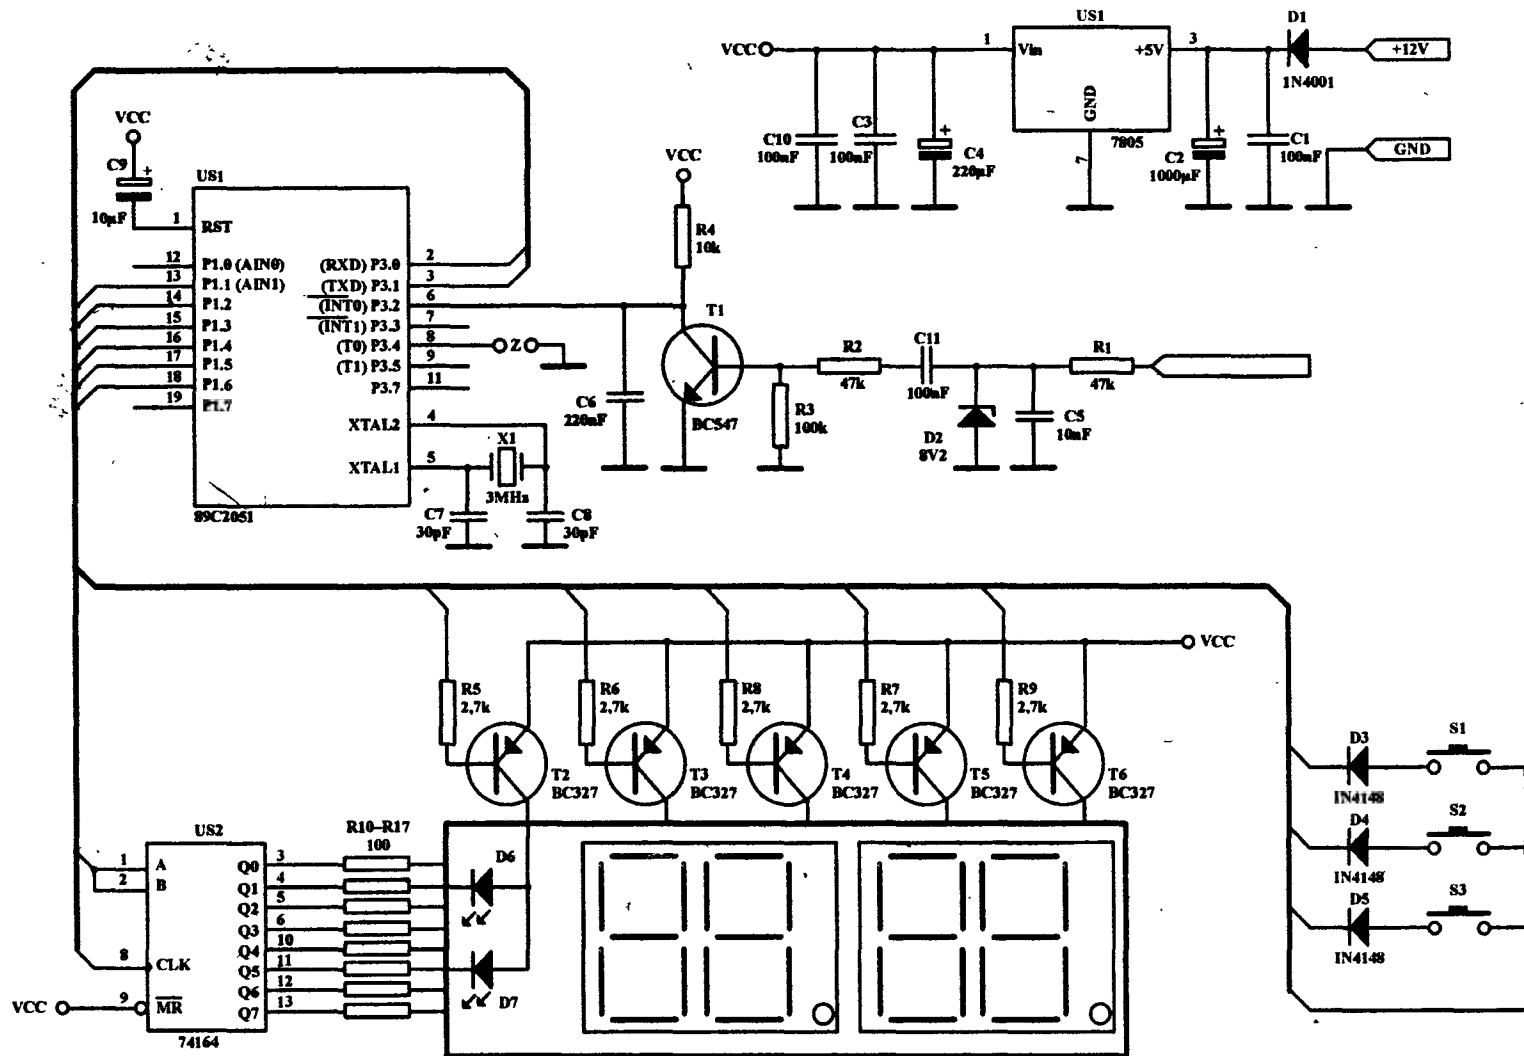 VCC
US1
1
Vin
+5V
3
GND
7
7805
D1
1N4001
+12V
GND
C10
100nF
C3
100nF
C4
220µF
C2
1000µF
C1
100nF
VCC
C9
10µF
US1
1
RST
12
P1.0 (AIN0)
13
P1.1 (AIN1)
14
P1.2
15
P1.3
16
P1.4
17
P1.5
18
P1.6
19
P1.7
(RXD) P3.0
2
(TXD) P3.1
3
(INT0) P3.2
6
(INT1) P3.3
7
(T0) P3.4
8
(T1) P3.5
9
P3.7
11
XTAL2
4
XTAL1
5
89C2051
Z
X1
3MHz
C7
30pF
C8
30pF
VCC
R4
10k
T1
BC547
C6
220nF
R3
100k
R2
47k
C11
100nF
D2
8V2
C5
10nF
R1
47k
VCC
R5
2,7k
R6
2,7k
R8
2,7k
R7
2,7k
R9
2,7k
T2
BC327
T3
BC327
T4
BC327
T5
BC327
T6
BC327
D3
1N4148
S1
D4
1N4148
S2
D5
1N4148
S3
US2
1
A
2
B
8
CLK
VCC
9
MR
74164
Q0
3
Q1
4
Q2
5
Q3
6
Q4
10
Q5
11
Q6
12
Q7
13
R10–R17
100
D6
D7